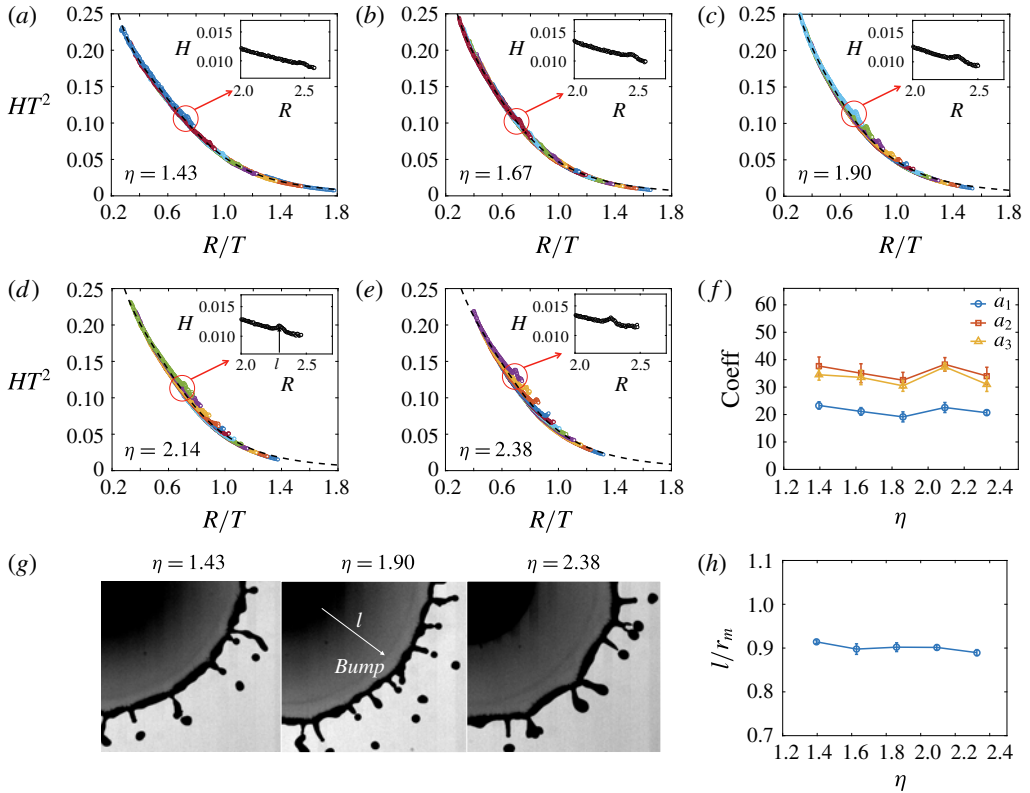 (a)
HT²
0.25
0.20
0.15
0.10
0.05
0
0.2 0.6 1.0 1.4 1.8
R/T
η = 1.43
H
0.015
0.010
2.0 2.5
R
(b)
0.25
0.20
0.15
0.10
0.05
0
0.2 0.6 1.0 1.4 1.8
R/T
η = 1.67
H
0.015
0.010
2.0 2.5
R
(c)
0.25
0.20
0.15
0.10
0.05
0
0.2 0.6 1.0 1.4 1.8
R/T
η = 1.90
H
0.015
0.010
2.0 2.5
R
(d)
HT²
0.25
0.20
0.15
0.10
0.05
0
0.2 0.6 1.0 1.4 1.8
R/T
η = 2.14
H
0.015
0.010
2.0 l 2.5
R
(e)
0.25
0.20
0.15
0.10
0.05
0
0.2 0.6 1.0 1.4 1.8
R/T
η = 2.38
H
0.015
0.010
2.0 2.5
R
(f)
Coeff
60
50
40
30
20
10
0
1.2 1.4 1.6 1.8 2.0 2.2 2.4
η
a₁
a₂
a₃
(g)
η = 1.43
η = 1.90
η = 2.38
l
Bump
(h)
l/rₘ
1.1
1.0
0.9
0.8
0.7
1.2 1.4 1.6 1.8 2.0 2.2 2.4
η